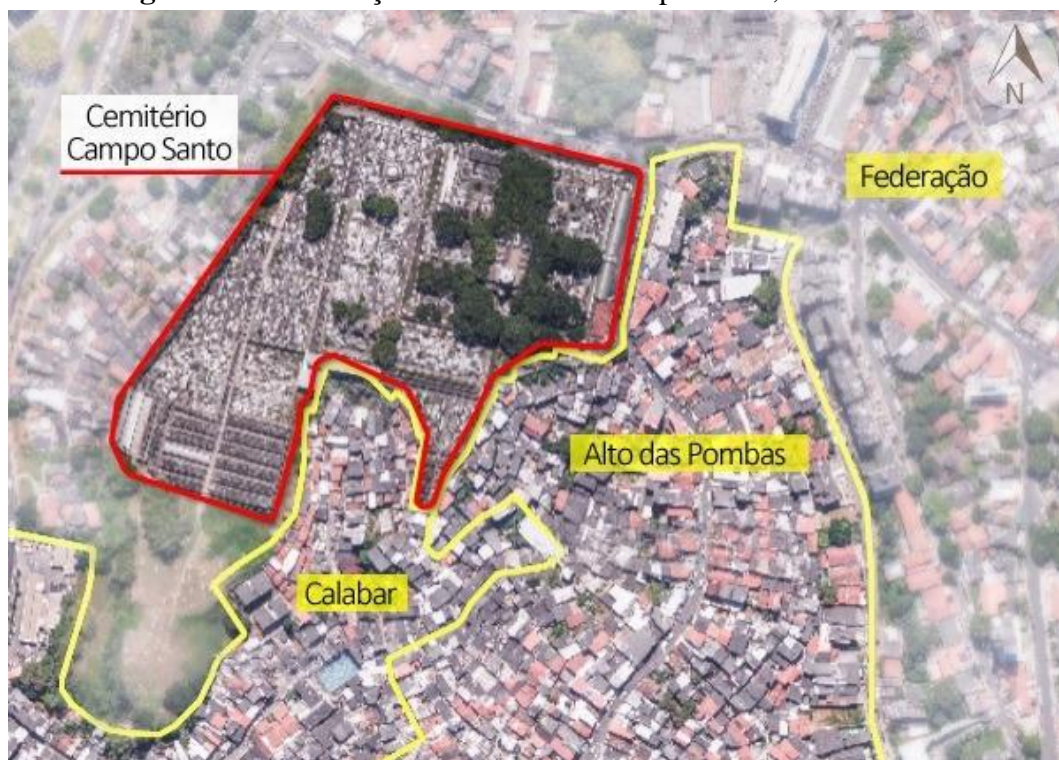 Cemitério
Campo Santo
N
Federação
Alto das Pombas
Calabar